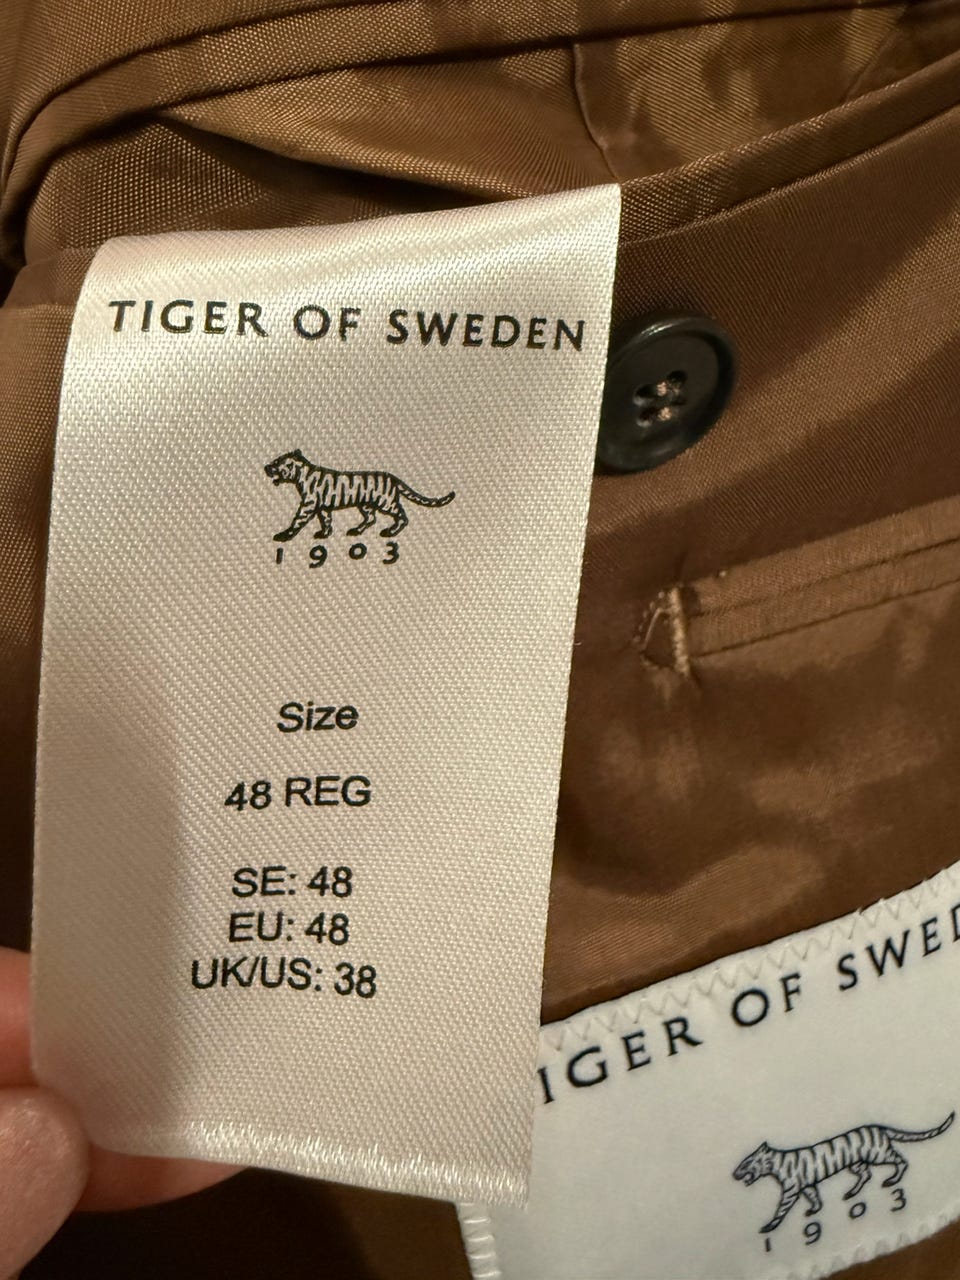 TIGER OF SWEDEN
1903
Size
48 REG
SE: 48
EU: 48
UK/US: 38
IGER OF SWED
1903